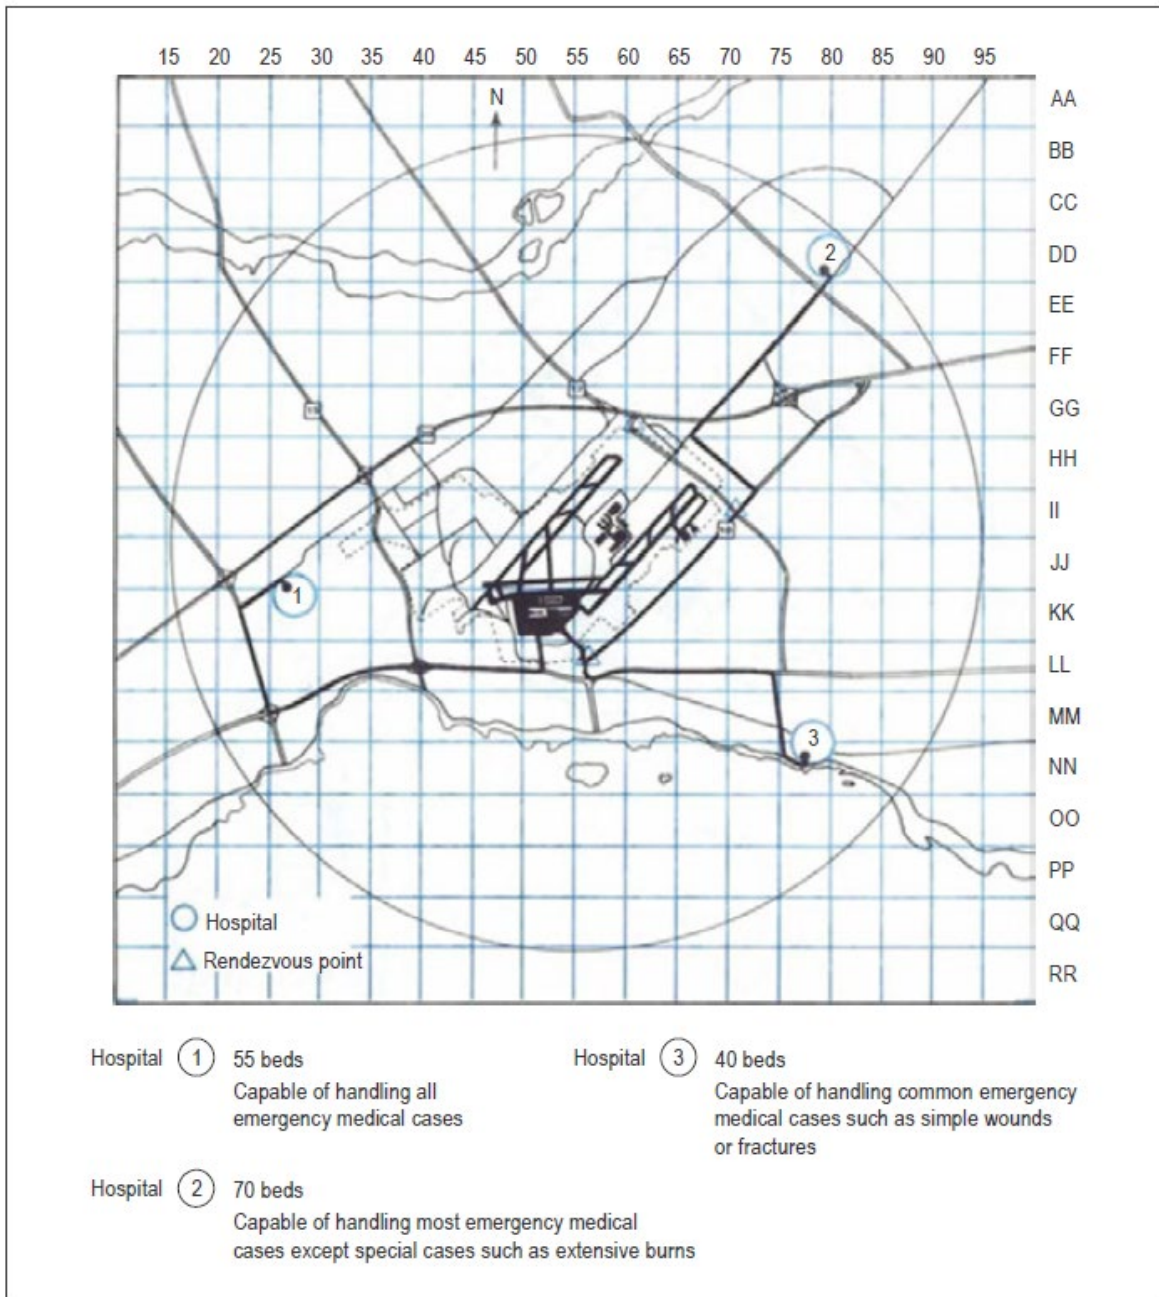 15 20 25 30 35 40 45 50 55 60 65 70 75 80 85 90 95
N
AA
BB
CC
2
DD
EE
FF
GG
HH
II
JJ
1
KK
LL
MM
3
NN
OO
PP
Hospital
QQ
Rendezvous point
RR
Hospital 1 55 beds
Capable of handling all
emergency medical cases
Hospital 3 40 beds
Capable of handling common emergency
medical cases such as simple wounds
or fractures
Hospital 2 70 beds
Capable of handling most emergency medical
cases except special cases such as extensive burns